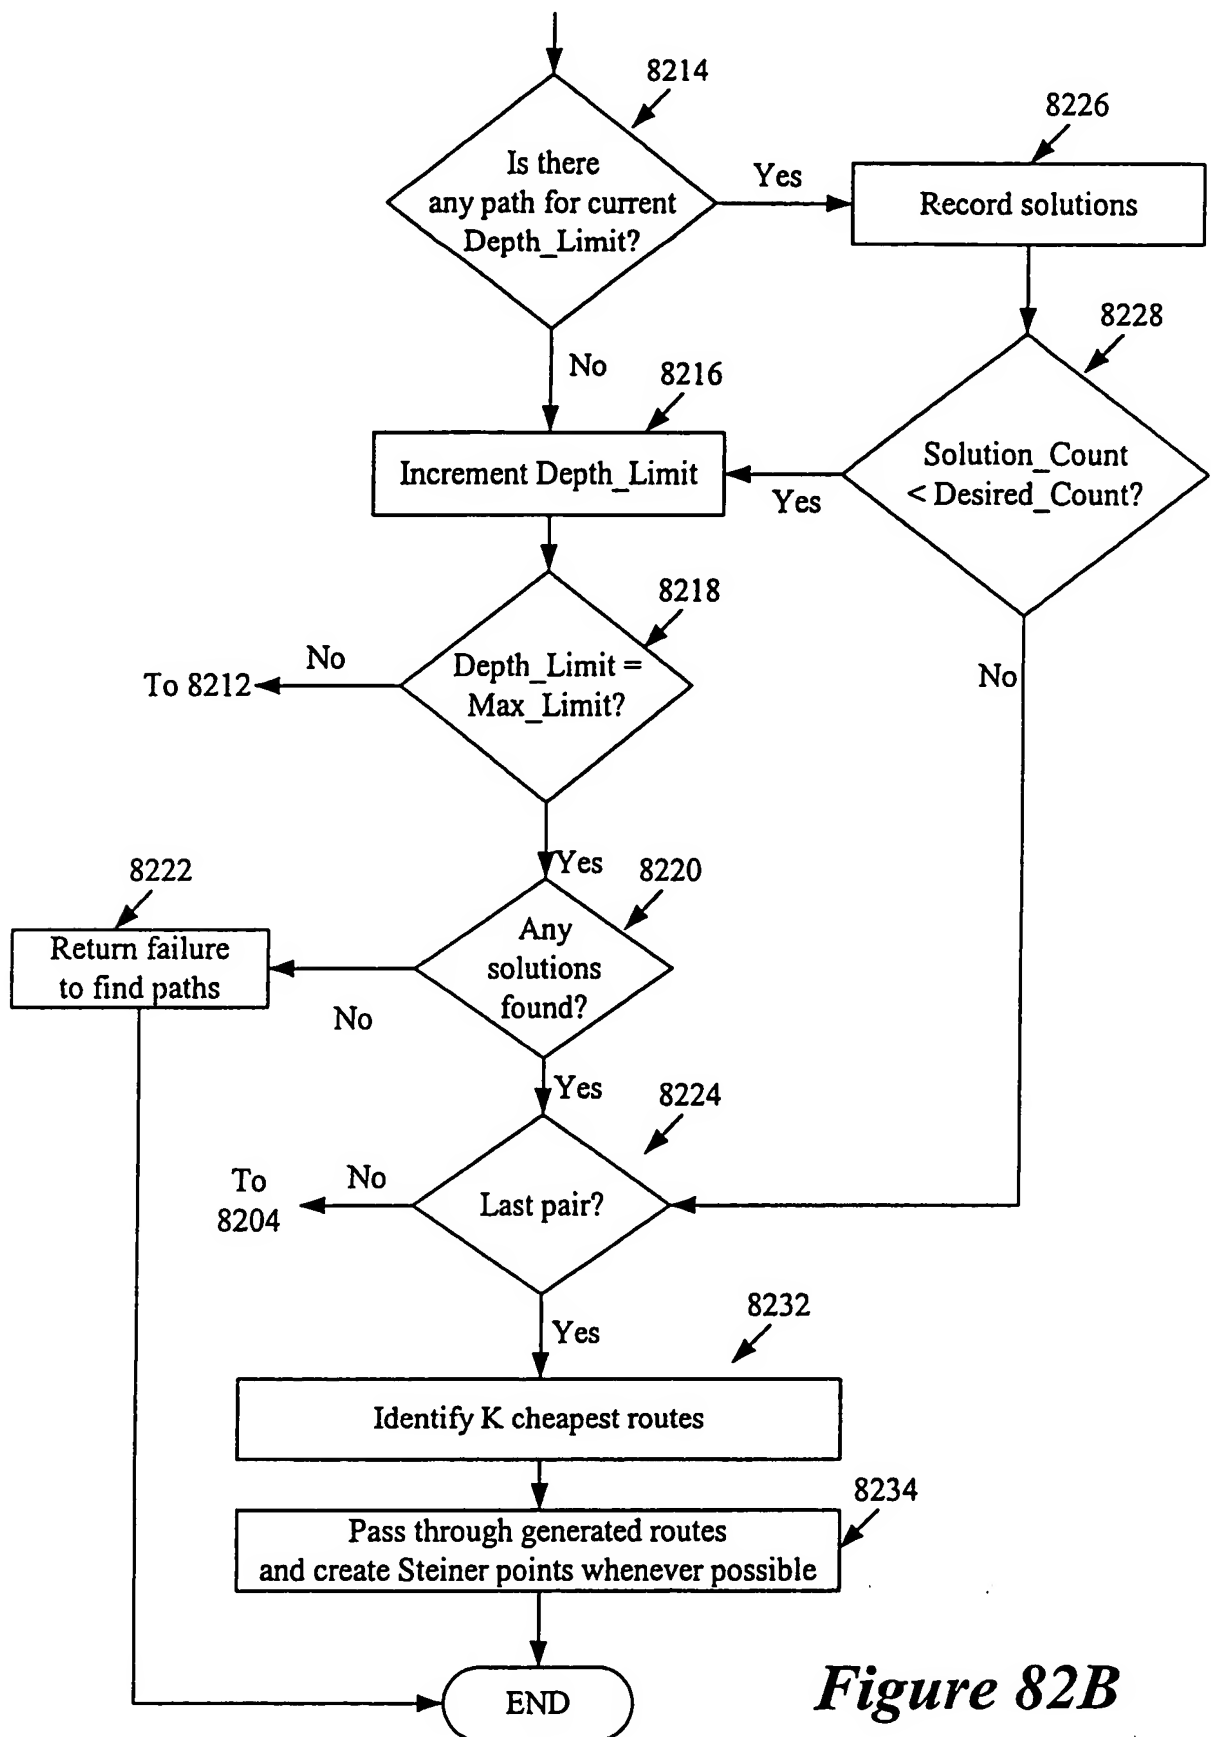 8214
Is there
any path for current
Depth_Limit?
Yes
8226
Record solutions
No
8228
Solution_Count
< Desired_Count?
Yes
No
8216
Increment Depth_Limit
8218
Depth_Limit =
Max_Limit?
No
To 8212
Yes
8220
Any
solutions
found?
No
8222
Return failure
to find paths
Yes
8224
Last pair?
No
To
8204
Yes
8232
Identify K cheapest routes
8234
Pass through generated routes
and create Steiner points whenever possible
END
Figure 82B